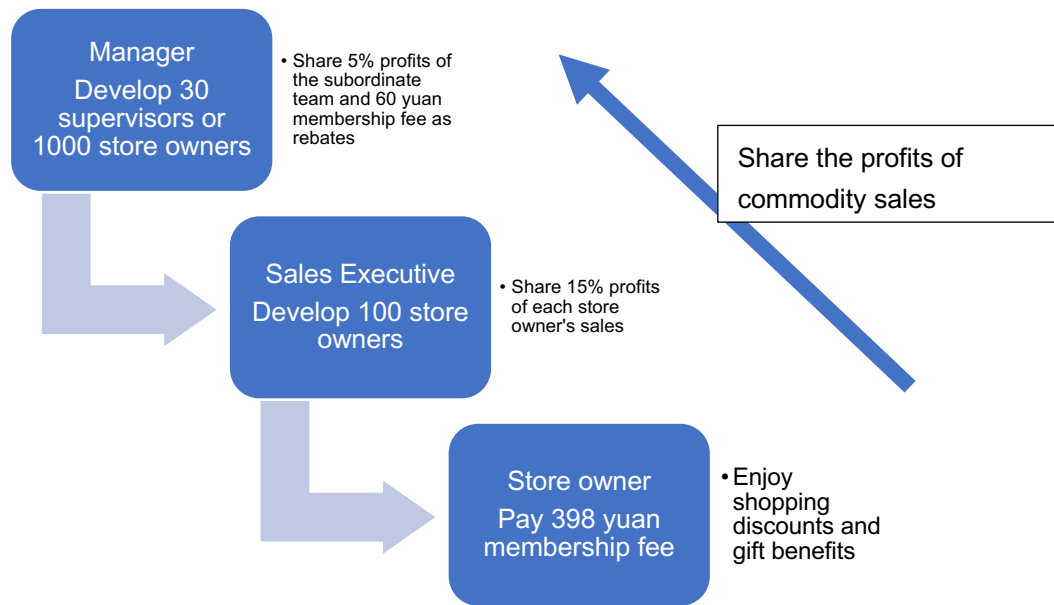 Manager
Develop 30
supervisors or
1000 store owners
• Share 5% profits of
the subordinate
team and 60 yuan
membership fee as
rebates
Share the profits of
commodity sales
Sales Executive
Develop 100 store
owners
• Share 15% profits
of each store
owner's sales
Store owner
Pay 398 yuan
membership fee
• Enjoy
shopping
discounts and
gift benefits